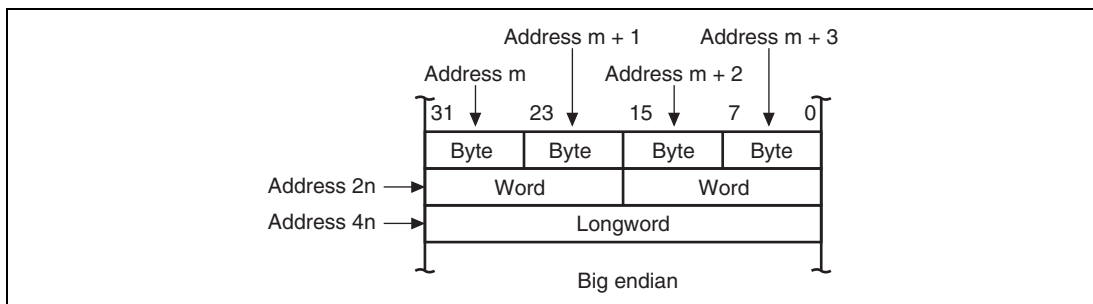 Address m + 1 Address m + 3
Address m Address m + 2
31 23 15 7 0
Byte Byte Byte Byte
Address 2n Word Word
Address 4n Longword
Big endian